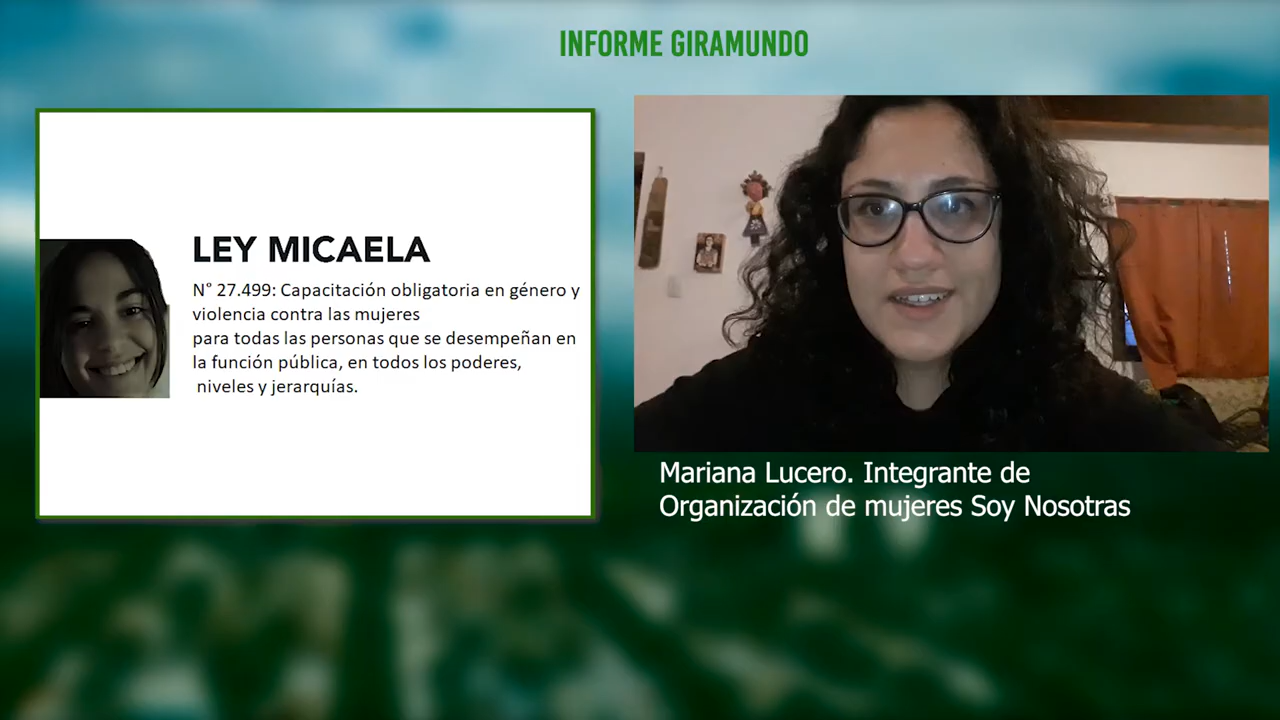 INFORME GIRAMUNDO
LEY MICAELA
N° 27.499: Capacitación obligatoria en género y
violencia contra las mujeres
para todas las personas que se desempeñan en
la función pública, en todos los poderes,
niveles y jerarquías.
Mariana Lucero. Integrante de
Organización de mujeres Soy Nosotras